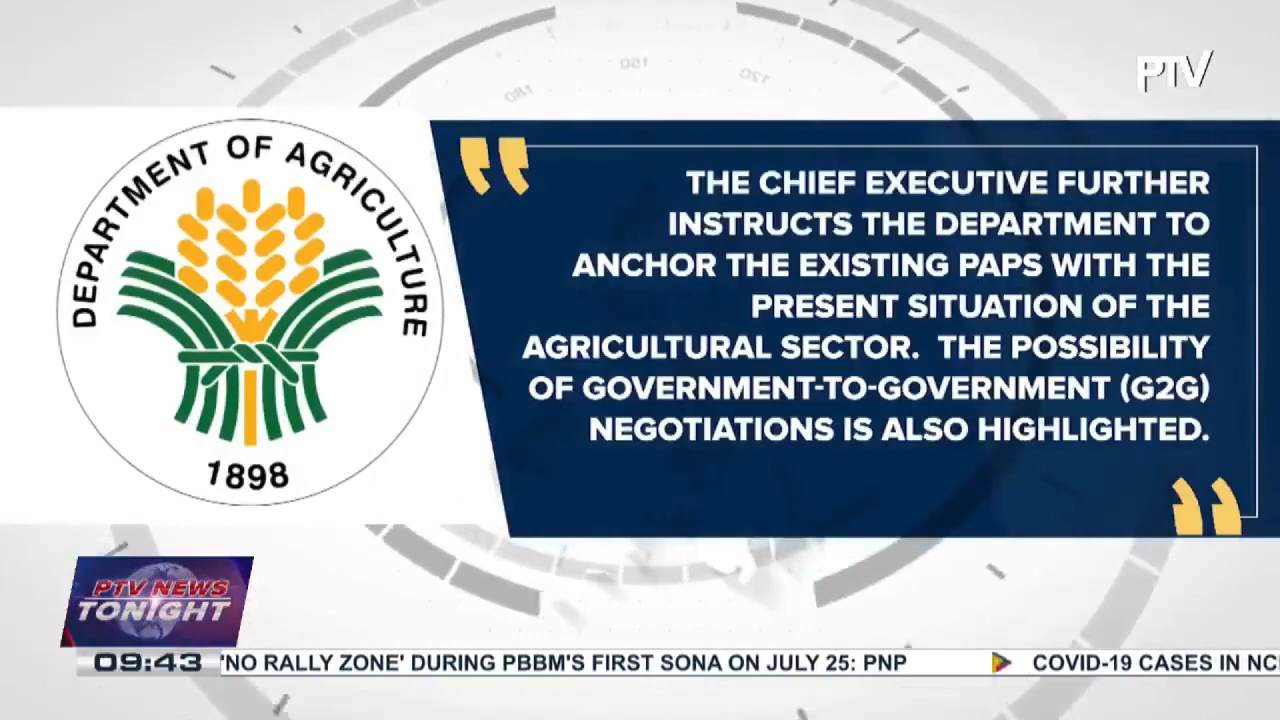 PTV
DEPARTMENT OF AGRICULTURE
1898
THE CHIEF EXECUTIVE FURTHER
INSTRUCTS THE DEPARTMENT TO
ANCHOR THE EXISTING PAPS WITH THE
PRESENT SITUATION OF THE
AGRICULTURAL SECTOR. THE POSSIBILITY
OF GOVERNMENT-TO-GOVERNMENT (G2G)
NEGOTIATIONS IS ALSO HIGHLIGHTED.
150
120
180
PTV NEWS
TONIGHT
09:43 'NO RALLY ZONE' DURING PBBM'S FIRST SONA ON JULY 25: PNP COVID-19 CASES IN NC